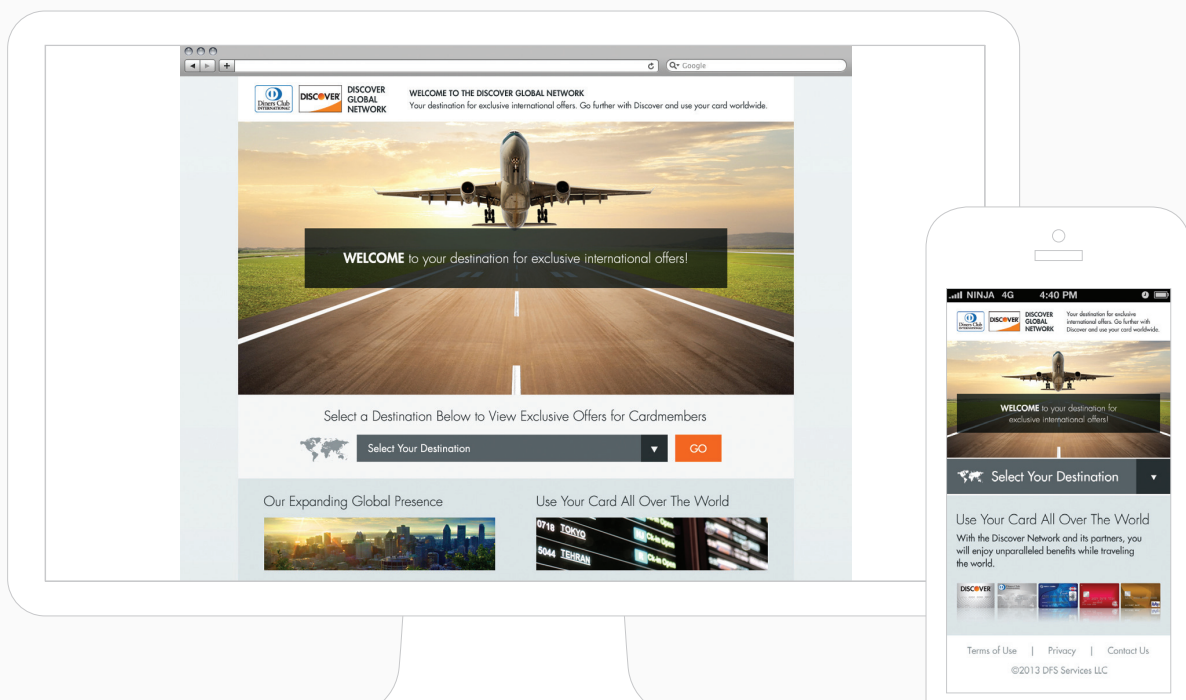 Google
Diners Club
INTERNATIONAL
DISCOVER
DISCOVER
GLOBAL
NETWORK
WELCOME TO THE DISCOVER GLOBAL NETWORK
Your destination for exclusive international offers. Go further with Discover and use your card worldwide.
WELCOME to your destination for exclusive international offers!
Select a Destination Below to View Exclusive Offers for Cardmembers
Select Your Destination
GO
Our Expanding Global Presence
Use Your Card All Over The World
0718 TOKYO
Ck-in Open
5044 TEHRAN
Ck-in Open
NINJA 4G 4:40 PM
Diners Club
INTERNATIONAL
DISCOVER
DISCOVER
GLOBAL
NETWORK
Your destination for exclusive
international offers. Go further with
Discover and use your card worldwide.
WELCOME to your destination for
exclusive international offers!
Select Your Destination
Use Your Card All Over The World
With the Discover Network and its partners, you
will enjoy unparalleled benefits while traveling
the world.
DISCOVER
Terms of Use | Privacy | Contact Us
©2013 DFS Services LLC